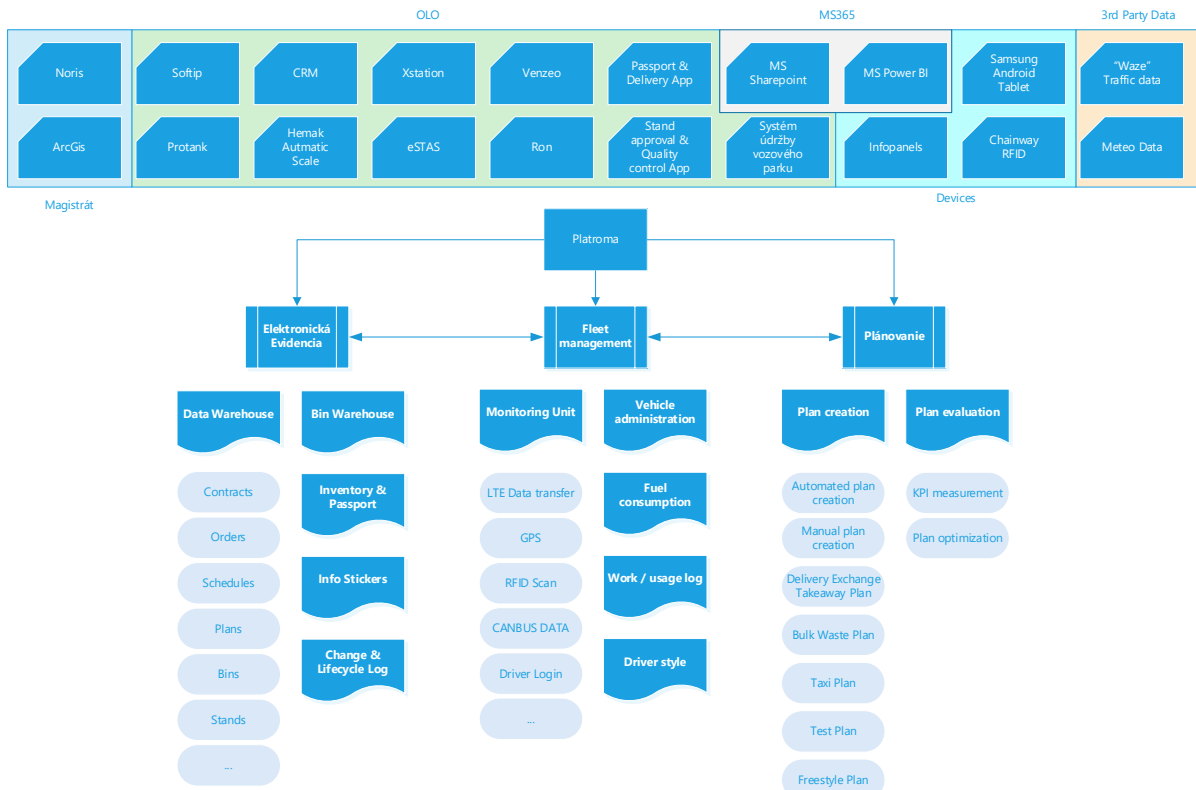 OLO
MS365
3rd Party Data
Noris
Softip
CRM
Xstation
Venzeo
Passport &
Delivery App
MS
Sharepoint
MS Power BI
Samsung
Android
Tablet
“Waze”
Traffic data
ArcGis
Protank
Hemak
Autmatic
Scale
eSTAS
Ron
Stand
approval &
Quality
control App
Systém
údržby
vozového
parku
Infopanels
Chainway
RFID
Meteo Data
Magistrát
Devices
Platroma
Elektronická
Evidencia
Fleet
management
Plánovanie
Data Warehouse
Bin Warehouse
Monitoring Unit
Vehicle
administration
Plan creation
Plan evaluation
Contracts
Orders
Schedules
Plans
Bins
Stands
...
Inventory &
Passport
Info Stickers
Change &
Lifecycle Log
LTE Data transfer
GPS
RFID Scan
CANBUS DATA
Driver Login
...
Fuel
consumption
Work / usage log
Driver style
Automated plan
creation
Manual plan
creation
Delivery Exchange
Takeaway Plan
Bulk Waste Plan
Taxi Plan
Test Plan
Freestyle Plan
KPI measurement
Plan optimization